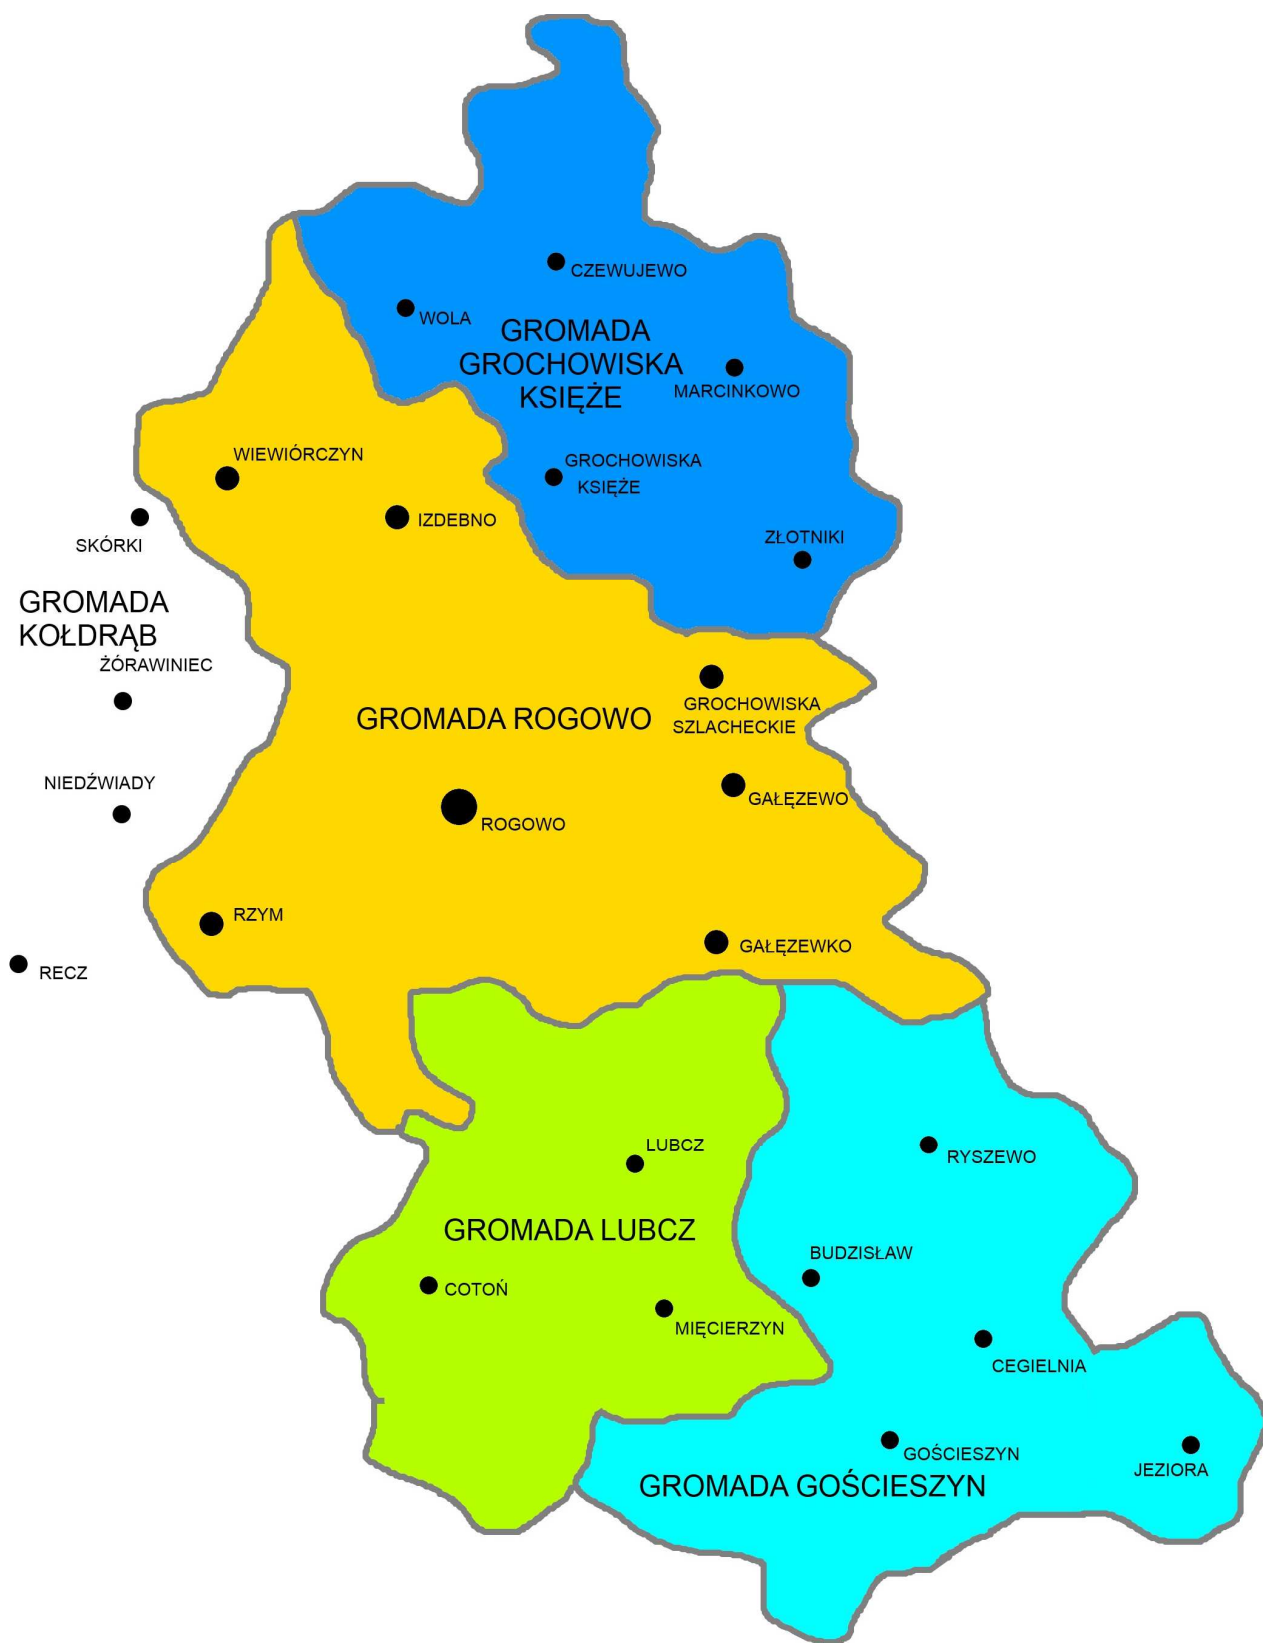 CZEWUJEWO
WOLA
GROMADA
GROCHOWISKA
KSIĘŻE
MARCINKOWO
WIEWIÓRCZYN
GROCHOWISKA
KSIĘŻE
IZDEBNO
ZŁOTNIKI
SKÓRKI
GROMADA
KOŁDRĄB
ŻÓRAWINIEC
GROCHOWISKA
SZLACHECKIE
GROMADA ROGOWO
NIEDŹWIADY
GAŁĘZEWO
ROGOWO
RZYM
GAŁĘZEWKO
RECZ
LUBCZ
RYSZEWO
GROMADA LUBCZ
BUDZISŁAW
COTOŃ
MIĘCIERZYN
CEGIELNIA
GOŚCIESZYN
JEZIORA
GROMADA GOŚCIESZYN